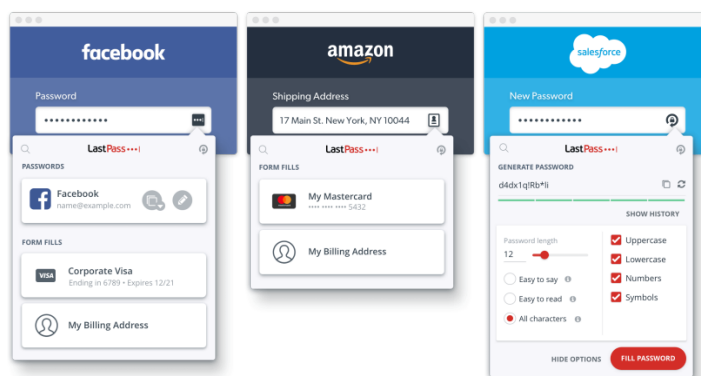 facebook
Password
••••••••••••
LastPass•••|
PASSWORDS
Facebook
name@example.com
FORM FILLS
VISA
Corporate Visa
Ending in 6789 • Expires 12/21
My Billing Address
amazon
Shipping Address
17 Main St. New York, NY 10044
LastPass•••|
FORM FILLS
My Mastercard
•••• •••• •••• 5432
My Billing Address
salesforce
New Password
••••••••••••
LastPass•••|
GENERATE PASSWORD
d4dx1q!Rb*li
SHOW HISTORY
Password length
12
Easy to say
Easy to read
All characters
Uppercase
Lowercase
Numbers
Symbols
HIDE OPTIONS
FILL PASSWORD